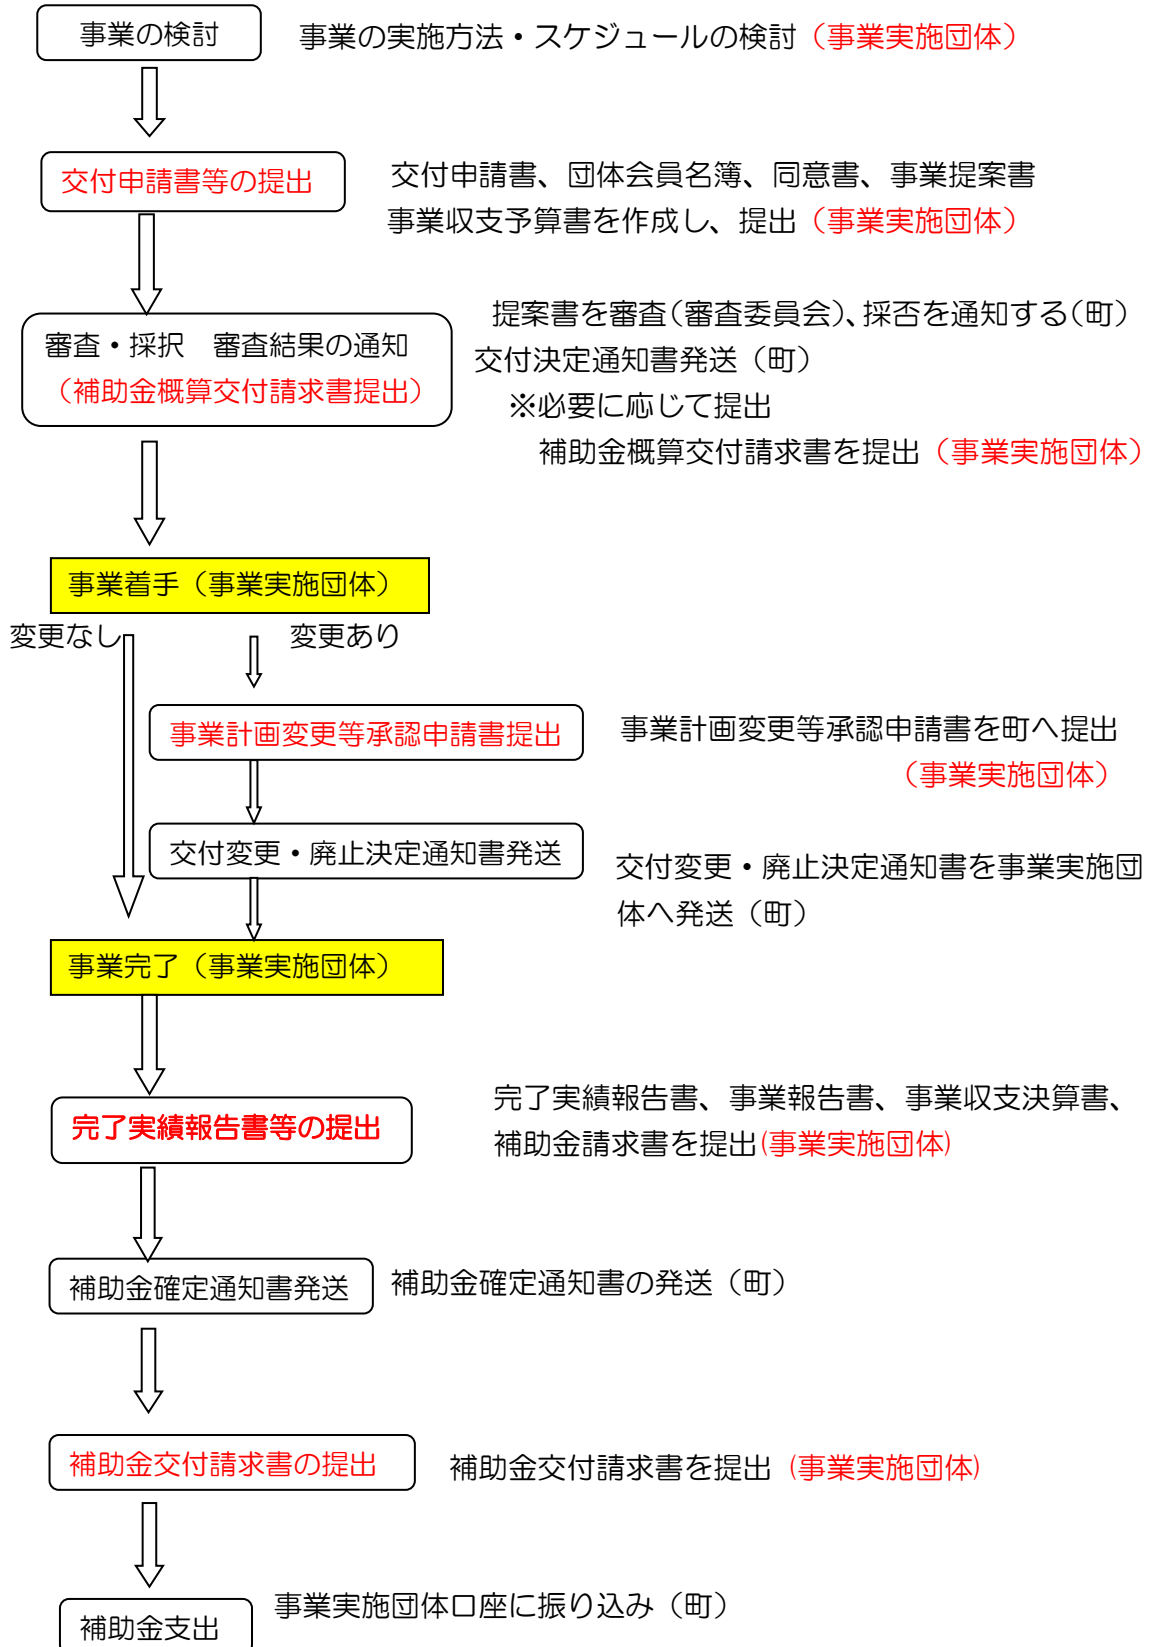 事業の検討
事業の実施方法・スケジュールの検討（事業実施団体）
交付申請書等の提出
交付申請書、団体会員名簿、同意書、事業提案書
事業収支予算書を作成し、提出（事業実施団体）
審査・採択　審査結果の通知
（補助金概算交付請求書提出）
提案書を審査(審査委員会)、採否を通知する(町)
交付決定通知書発送（町）
※必要に応じて提出
補助金概算交付請求書を提出（事業実施団体）
事業着手（事業実施団体）
変更なし
変更あり
事業計画変更等承認申請書提出
事業計画変更等承認申請書を町へ提出
（事業実施団体）
交付変更・廃止決定通知書発送
交付変更・廃止決定通知書を事業実施団
体へ発送（町）
事業完了（事業実施団体）
完了実績報告書等の提出
完了実績報告書、事業報告書、事業収支決算書、
補助金請求書を提出(事業実施団体)
補助金確定通知書発送
補助金確定通知書の発送（町）
補助金交付請求書の提出
補助金交付請求書を提出 (事業実施団体)
補助金支出
事業実施団体口座に振り込み（町）